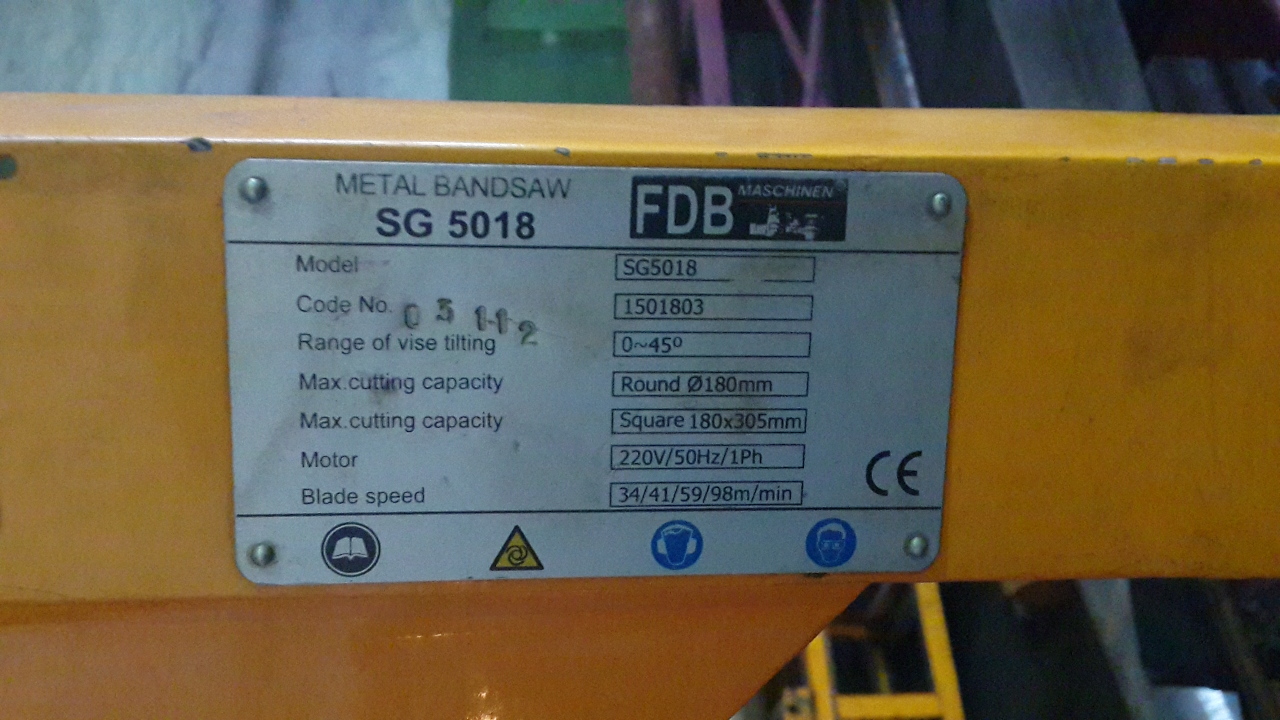 METAL BANDSAW
SG 5018
FDB MASCHINEN
Model SG5018
Code No. 1501803
03112
Range of vise tilting 0~45º
Max.cutting capacity Round Ø180mm
Max.cutting capacity Square 180x305mm
Motor 220V/50Hz/1Ph
Blade speed 34/41/59/98m/min
CE